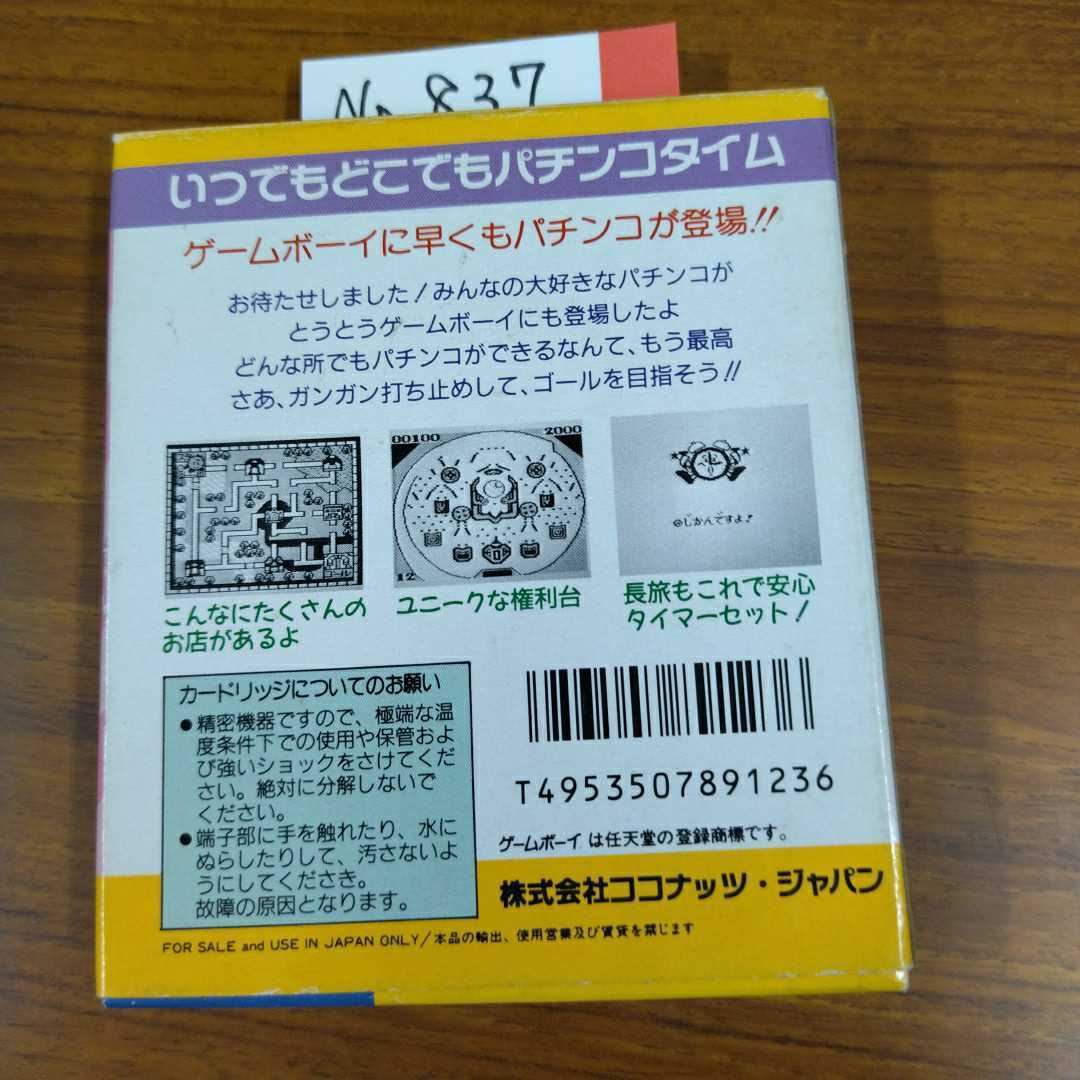 No 837
いつでもどこでもパチンコタイム
ゲームボーイに早くもパチンコが登場!!
お待たせしました!みんなの大好きなパチンコが
とうとうゲームボーイにも登場したよ
どんな所でもパチンコができるなんて、もう最高
さあ、ガンガン打ち止めして、ゴールを目指そう!!
ゴール
こんなにたくさんの
お店があるよ
00100 2000
12
ユニークな権利台
@じかんですよ!
長旅もこれで安心
タイマーセット!
カードリッジについてのお願い
●精密機器ですので、極端な温
度条件下での使用や保管およ
び強いショックをさけてくだ
さい。絶対に分解しないで
ください。
●端子部に手を触れたり、水に
ぬらしたりして、汚さないよ
うにしてくださき。
故障の原因となります。
T4953507891236
ゲームボーイ は任天堂の登録商標です。
株式会社ココナッツ・ジャパン
FOR SALE and USE IN JAPAN ONLY/本品の輸出、使用営業及び賃貸を禁じます